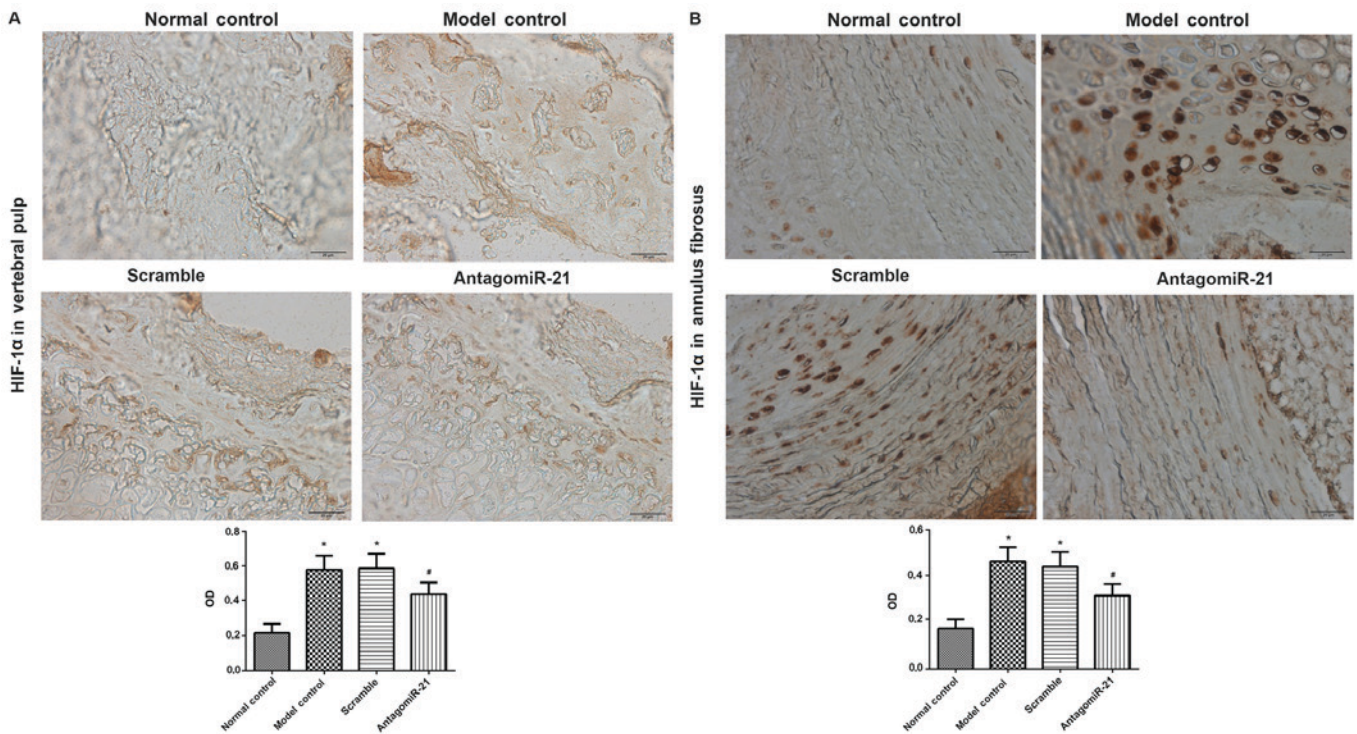 A
Normal control
Model control
HIF-1α in vertebral pulp
Scramble
AntagomiR-21
0.8
0.6
0.4
0.2
0.0
OD
*
*
#
Normal control
Model control
Scramble
AntagomiR-21
B
Normal control
Model control
HIF-1α in annulus fibrosus
Scramble
AntagomiR-21
0.6
0.4
0.2
0.0
OD
*
*
#
Normal control
Model control
Scramble
AntagomiR-21